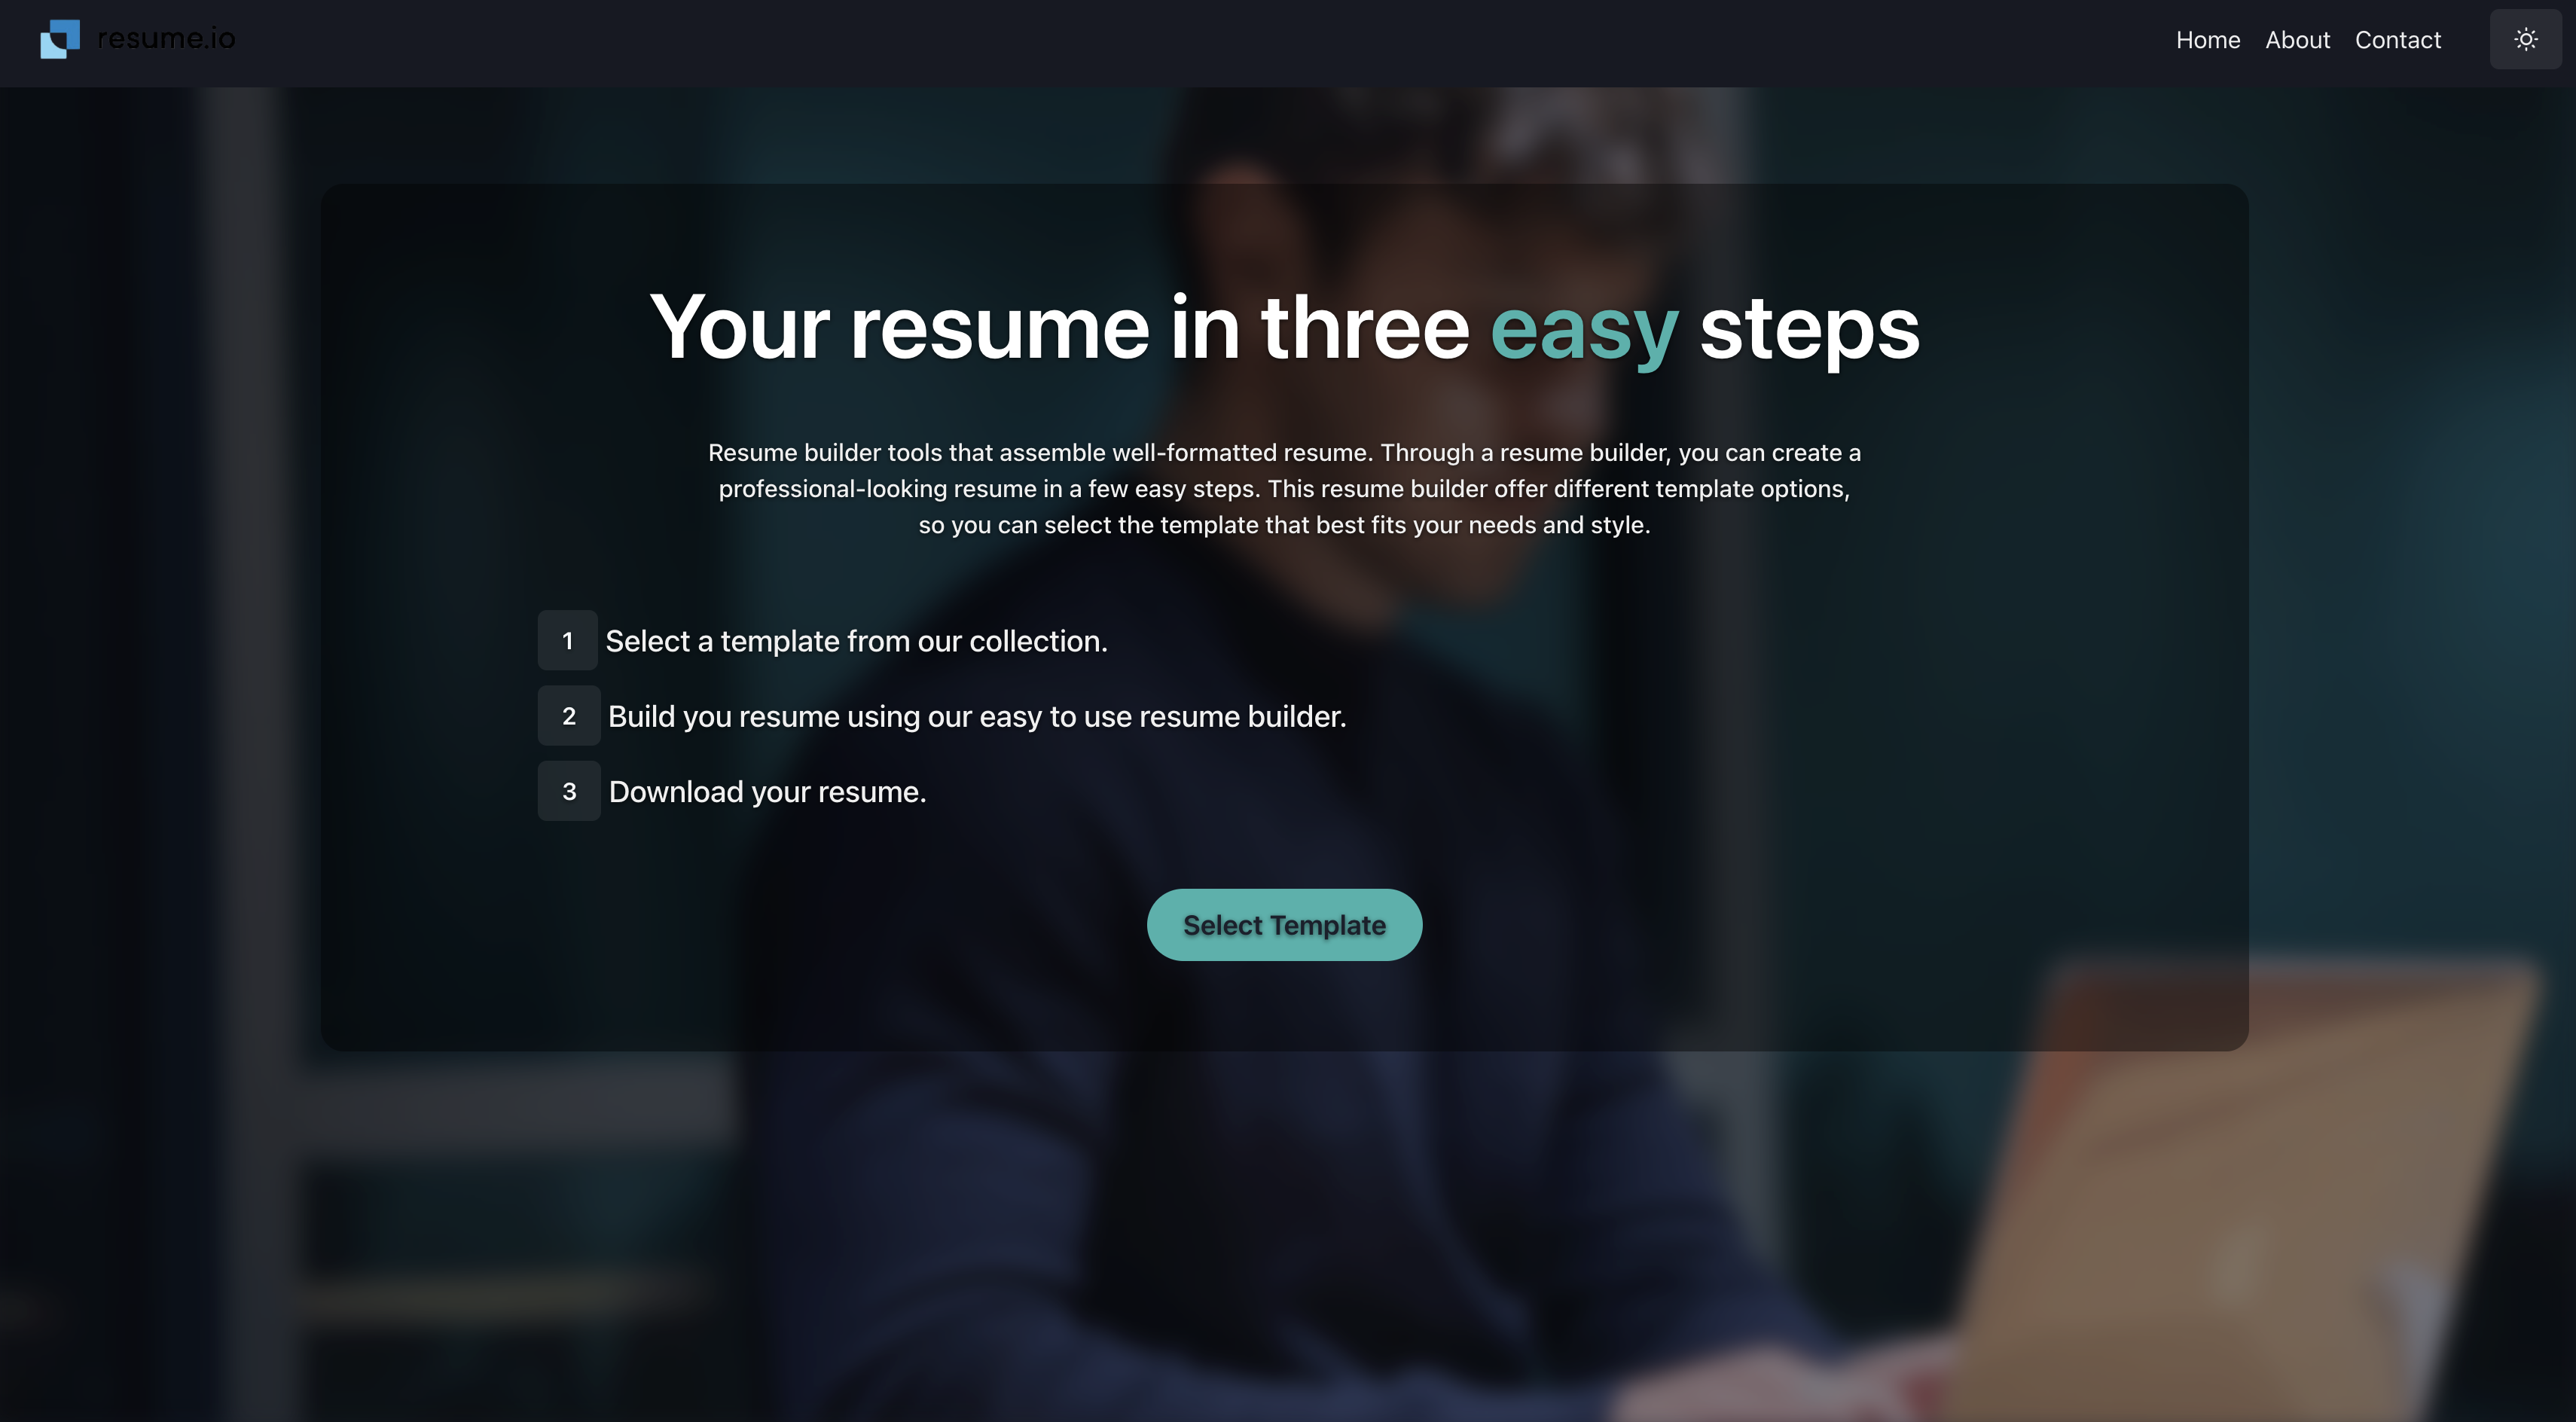 resume.io
Home About Contact
Your resume in three easy steps
Resume builder tools that assemble well-formatted resume. Through a resume builder, you can create a
professional-looking resume in a few easy steps. This resume builder offer different template options,
so you can select the template that best fits your needs and style.
1 Select a template from our collection.
2 Build you resume using our easy to use resume builder.
3 Download your resume.
Select Template